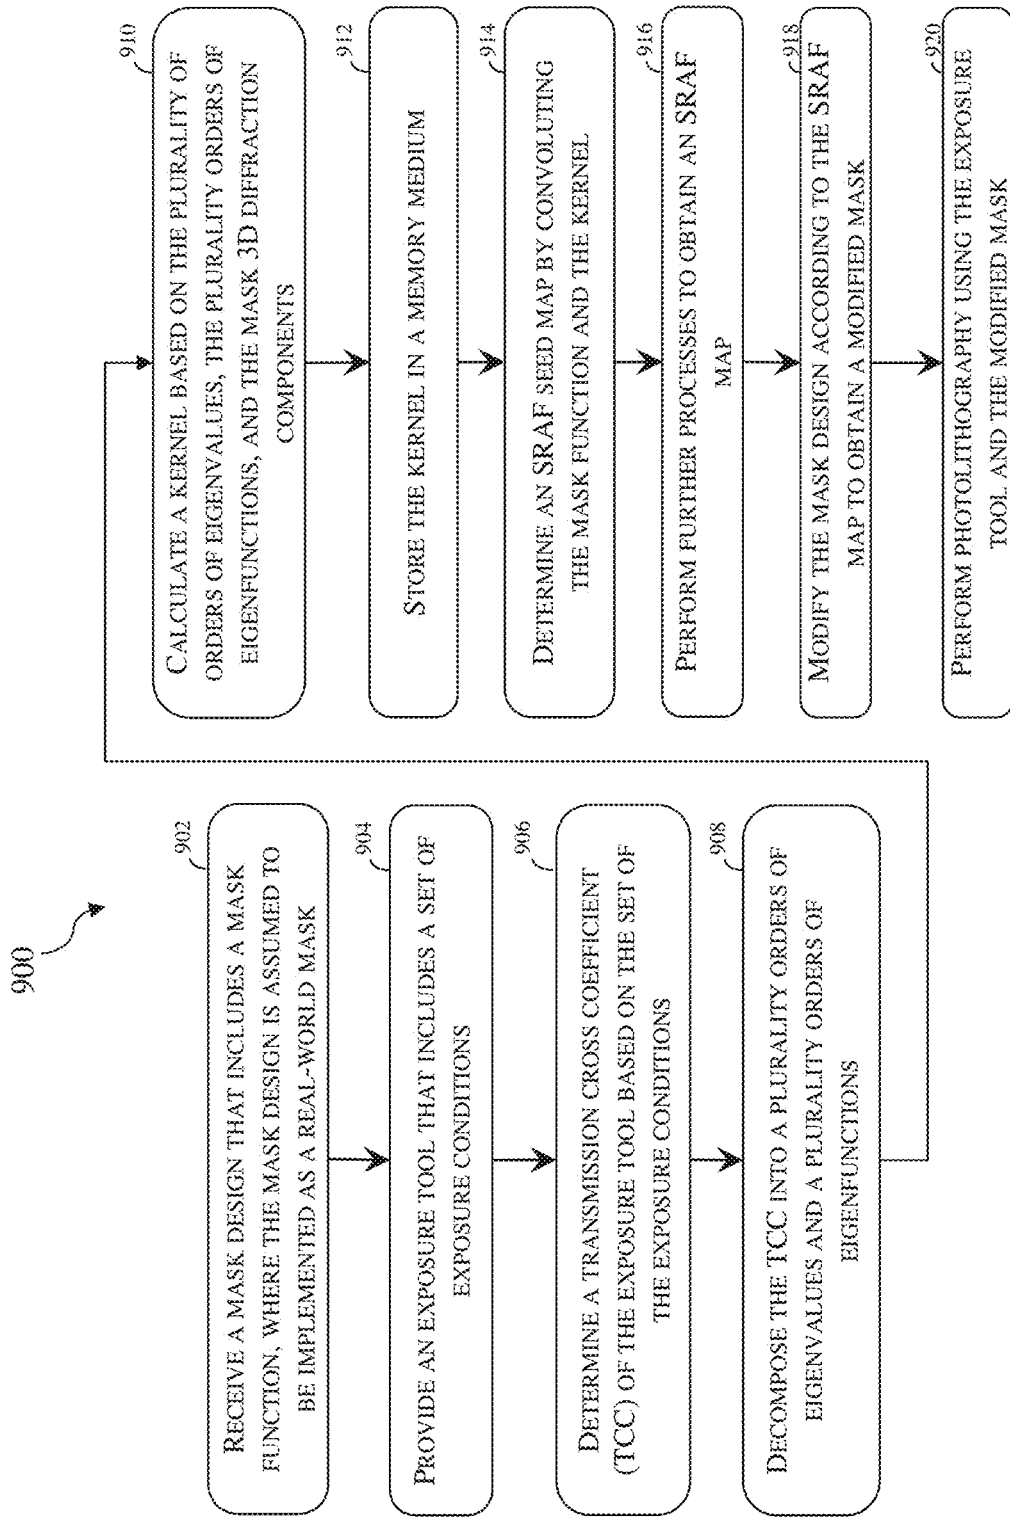 900
902
RECEIVE A MASK DESIGN THAT INCLUDES A MASK
FUNCTION, WHERE THE MASK DESIGN IS ASSUMED TO
BE IMPLEMENTED AS A REAL-WORLD MASK
904
PROVIDE AN EXPOSURE TOOL THAT INCLUDES A SET OF
EXPOSURE CONDITIONS
906
DETERMINE A TRANSMISSION CROSS COEFFICIENT
(TCC) OF THE EXPOSURE TOOL BASED ON THE SET OF
THE EXPOSURE CONDITIONS
908
DECOMPOSE THE TCC INTO A PLURALITY ORDERS OF
EIGENVALUES AND A PLURALITY ORDERS OF
EIGENFUNCTIONS
910
CALCULATE A KERNEL BASED ON THE PLURALITY OF
ORDERS OF EIGENVALUES, THE PLURALITY ORDERS OF
EIGENFUNCTIONS, AND THE MASK 3D DIFFRACTION
COMPONENTS
912
STORE THE KERNEL IN A MEMORY MEDIUM
914
DETERMINE AN SRAF SEED MAP BY CONVOLUTING
THE MASK FUNCTION AND THE KERNEL
916
PERFORM FURTHER PROCESSES TO OBTAIN AN SRAF
MAP
918
MODIFY THE MASK DESIGN ACCORDING TO THE SRAF
MAP TO OBTAIN A MODIFIED MASK
920
PERFORM PHOTOLITHOGRAPHY USING THE EXPOSURE
TOOL AND THE MODIFIED MASK